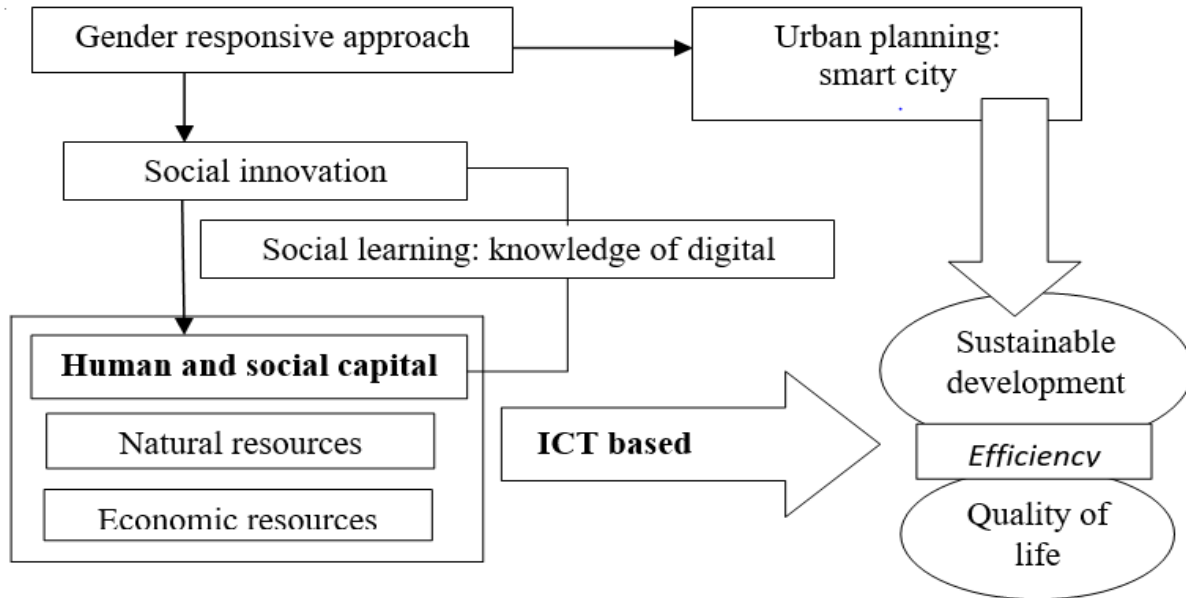 Gender responsive approach
Urban planning:
smart city
Social innovation
Social learning: knowledge of digital
Human and social capital
Natural resources
Economic resources
ICT based
Sustainable
development
Efficiency
Quality of
life